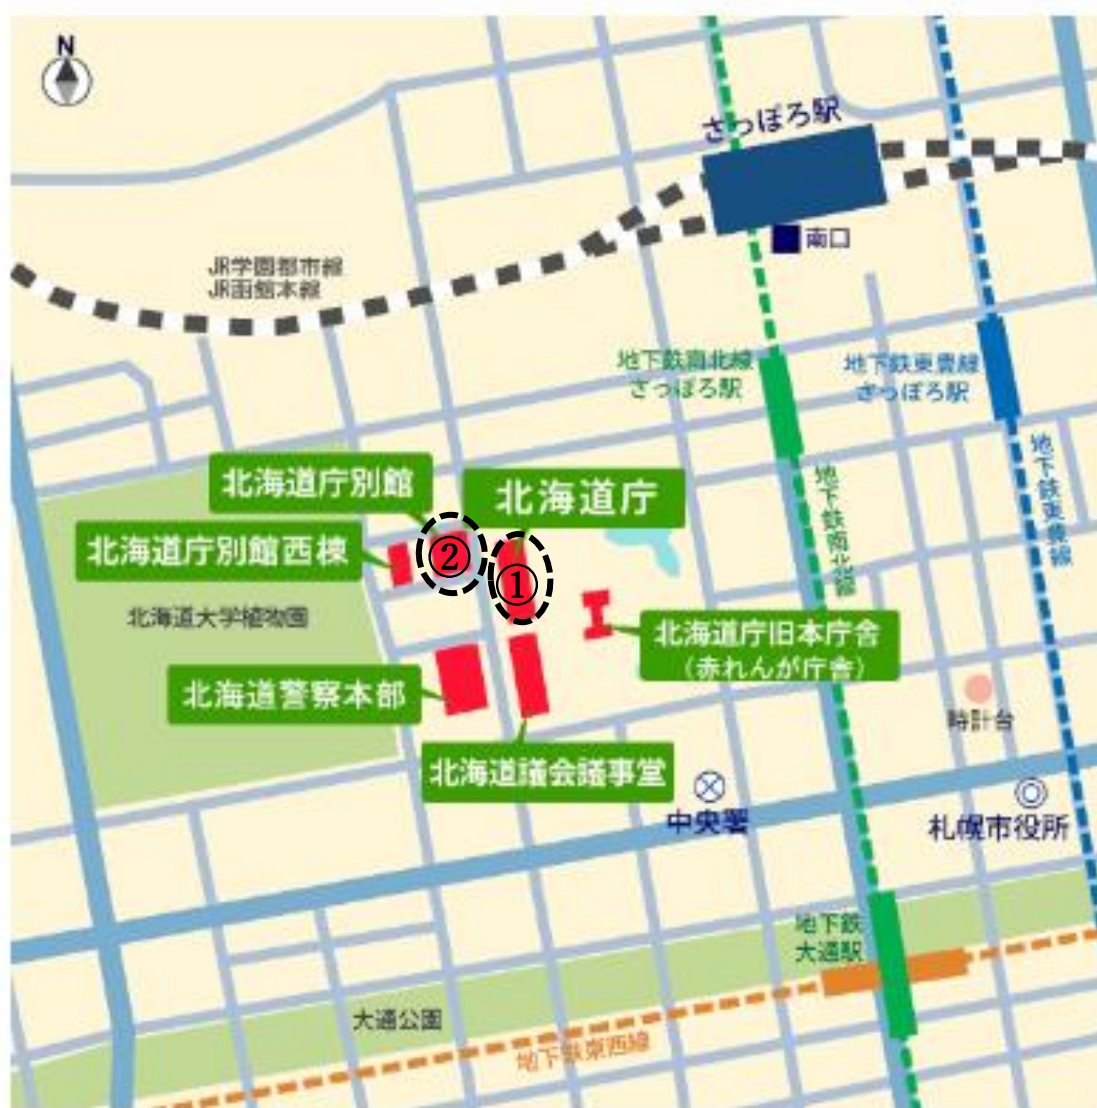 N
さっぽろ駅
南口
JR学園都市線
JR函館本線
地下鉄南北線
さっぽろ駅
地下鉄東豊線
さっぽろ駅
地下鉄南北線
地下鉄東豊線
北海道庁別館
北海道庁
北海道庁別館西棟
②
①
北海道大学植物園
北海道庁旧本庁舎
（赤れんが庁舎）
北海道警察本部
時計台
北海道議会議事堂
中央署
札幌市役所
地下鉄
大通駅
大通公園
地下鉄東西線